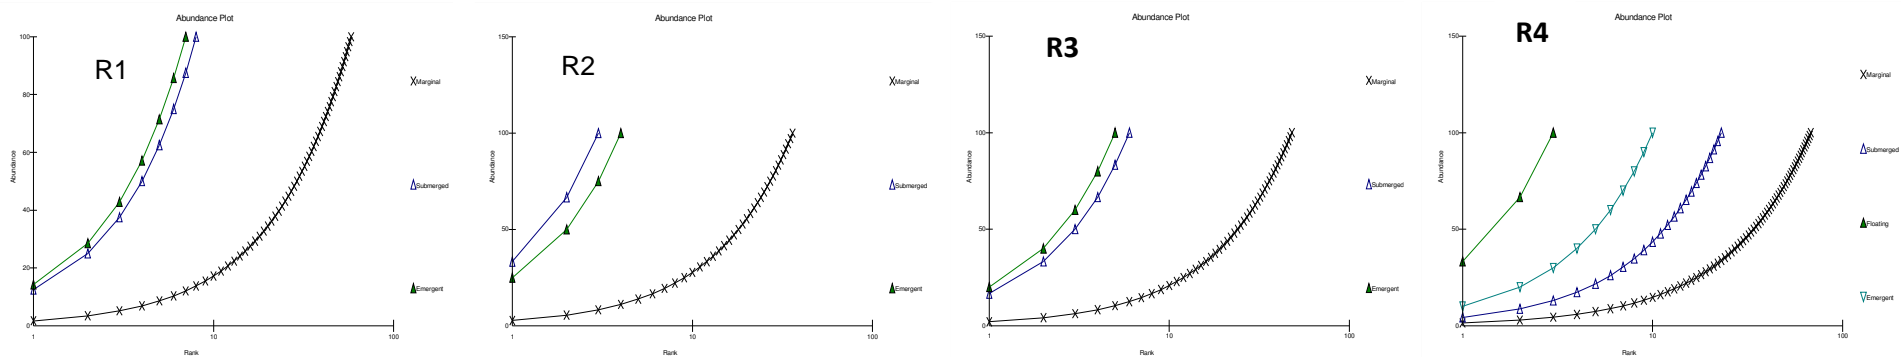 Abundance Plot
R1
100
80
60
40
20
0
1
10
100
Abundance
Rank
Marginal
Submerged
Emergent
Abundance Plot
R2
150
100
50
0
1
10
100
Abundance
Rank
Marginal
Submerged
Emergent
Abundance Plot
R3
150
100
50
0
1
10
100
Abundance
Rank
Marginal
Submerged
Emergent
Abundance Plot
R4
150
100
50
0
1
10
100
Abundance
Rank
Marginal
Submerged
Floating
Emergent